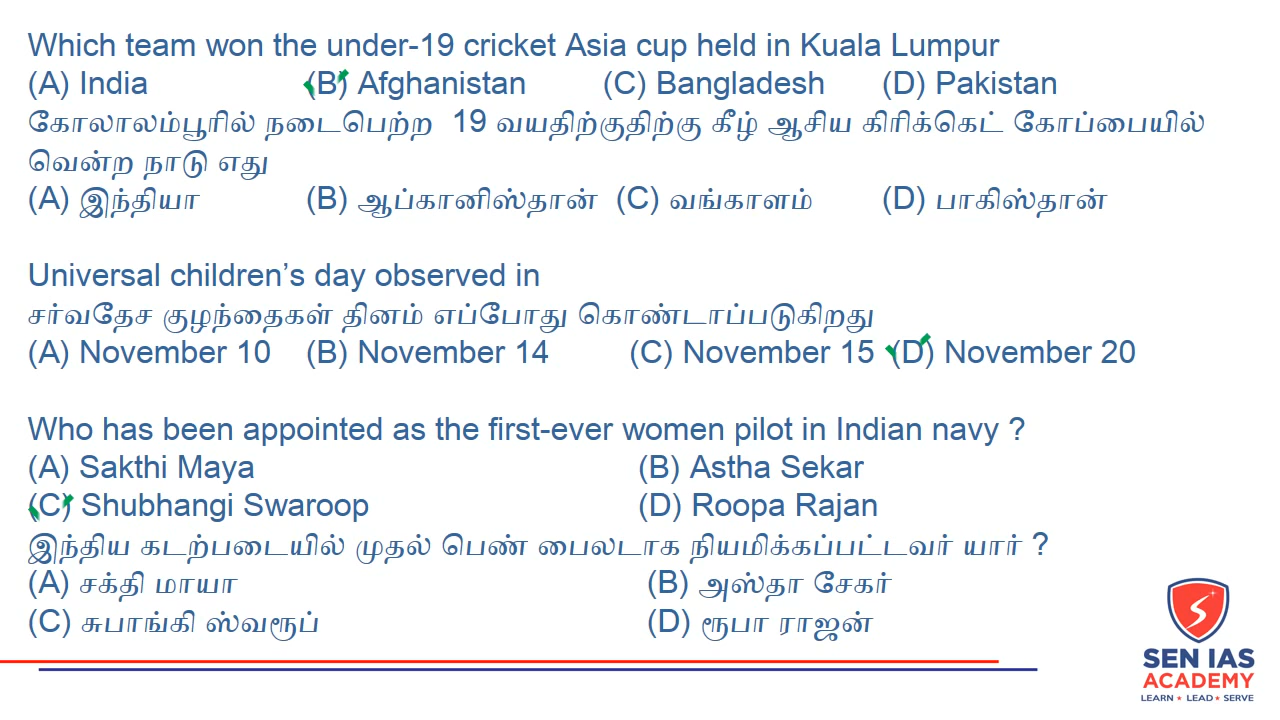 Which team won the under-19 cricket Asia cup held in Kuala Lumpur
(A) India (B) Afghanistan (C) Bangladesh (D) Pakistan
கோலாலம்பூரில் நடைபெற்ற 19 வயதிற்குதிற்கு கீழ் ஆசிய கிரிக்கெட் கோப்பையில்
வென்ற நாடு எது
(A) இந்தியா (B) ஆப்கானிஸ்தான் (C) வங்காளம் (D) பாகிஸ்தான்
Universal children’s day observed in
சர்வதேச குழந்தைகள் தினம் எப்போது கொண்டாப்படுகிறது
(A) November 10 (B) November 14 (C) November 15 (D) November 20
Who has been appointed as the first-ever women pilot in Indian navy ?
(A) Sakthi Maya (B) Astha Sekar
(C) Shubhangi Swaroop (D) Roopa Rajan
இந்திய கடற்படையில் முதல் பெண் பைலடாக நியமிக்கப்பட்டவர் யார் ?
(A) சக்தி மாயா (B) அஸ்தா சேகர்
(C) சுபாங்கி ஸ்வரூப் (D) ரூபா ராஜன்
SEN IAS
ACADEMY
LEARN ★ LEAD ★ SERVE